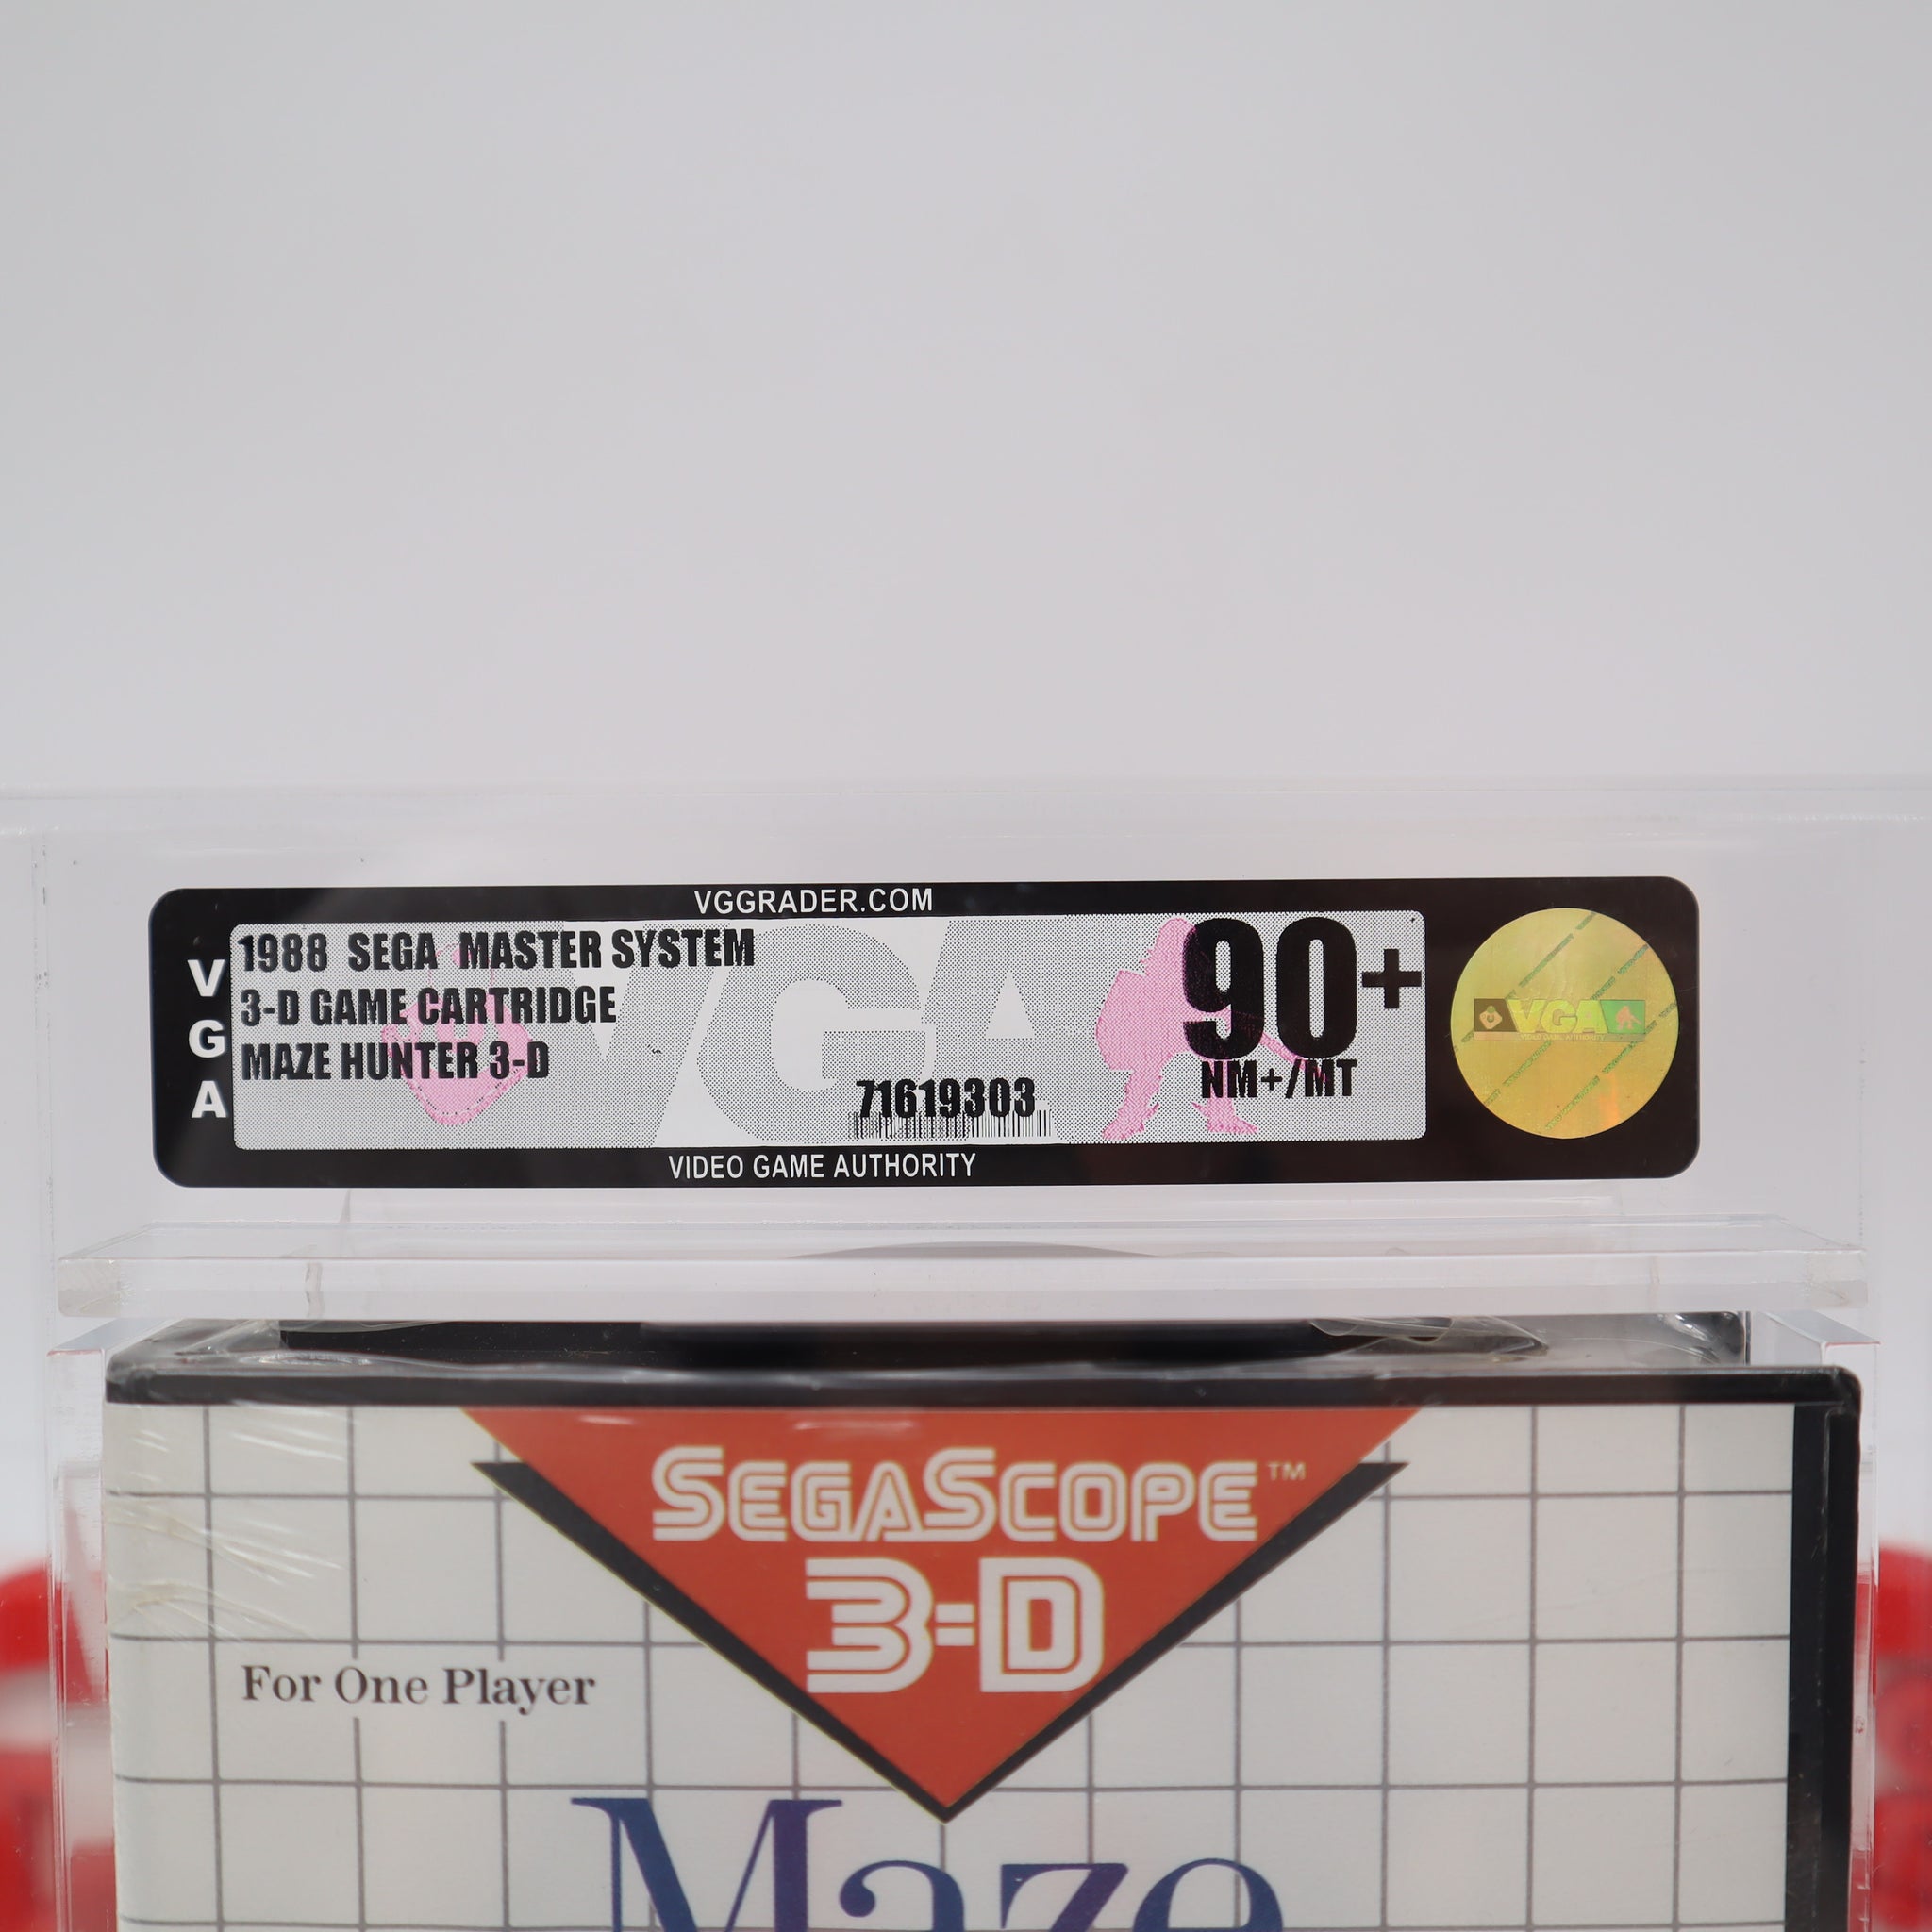 VGGRADER.COM
VGA
1988 SEGA MASTER SYSTEM
3-D GAME CARTRIDGE
MAZE HUNTER 3-D
VGA
71619303
90+
NM+/MT
VGA
VIDEO GAME AUTHORITY
SEGASCOPE™
3-D
For One Player
Maze